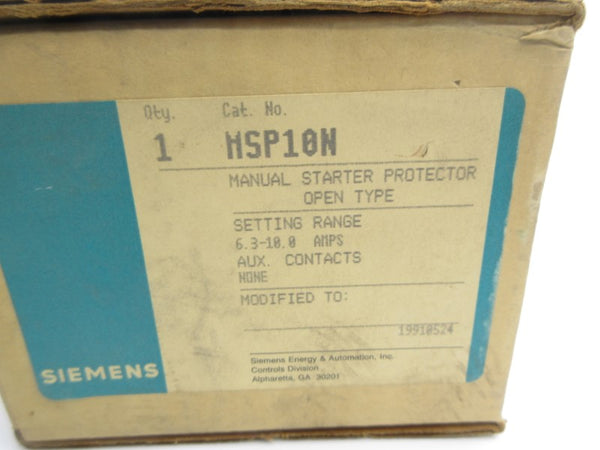 Qty. Cat. No.
1 MSP10N
MANUAL STARTER PROTECTOR
OPEN TYPE
SETTING RANGE
6.3-10.0 AMPS
AUX. CONTACTS
NONE
MODIFIED TO:
19910524
Siemens Energy & Automation, Inc.
Controls Division
Alpharetta, GA 30201
SIEMENS